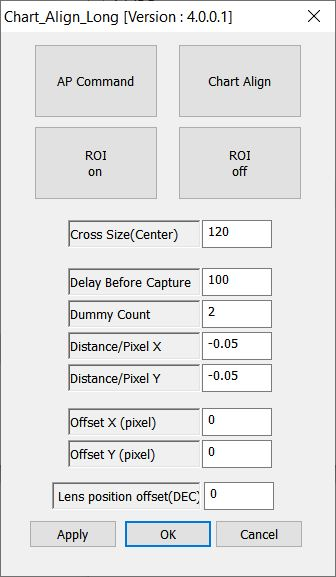 Chart_Align_Long [Version : 4.0.0.1]
AP Command
Chart Align
ROI
on
ROI
off
Cross Size(Center) 120
Delay Before Capture 100
Dummy Count 2
Distance/Pixel X -0.05
Distance/Pixel Y -0.05
Offset X (pixel) 0
Offset Y (pixel) 0
Lens position offset(DEC) 0
Apply OK Cancel